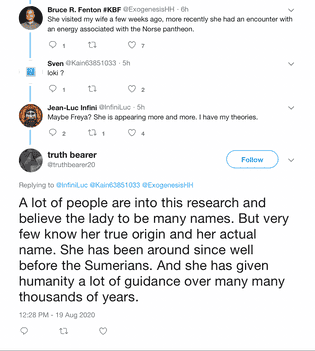 Bruce R. Fenton #KBF @ExogenesisHH · 6h
She visited my wife a few weeks ago, more recently she had an encounter with
an energy associated with the Norse pantheon.
1 7
Sven @Kain63851033 · 5h
loki ?
1 2
Jean-Luc Infini @InfiniLuc · 5h
Maybe Freya? She is appearing more and more. I have my theories.
2 1 4
truth bearer
@thruthbearer20
Follow
Replying to @InfiniLuc @Kain63851033 @ExogenesisHH
A lot of people are into this research and
believe the lady to be many names. But very
few know her true origin and her actual
name. She has been around since well
before the Sumerians. And she has given
humanity a lot of guidance over many many
thousands of years.
12:28 PM - 19 Aug 2020